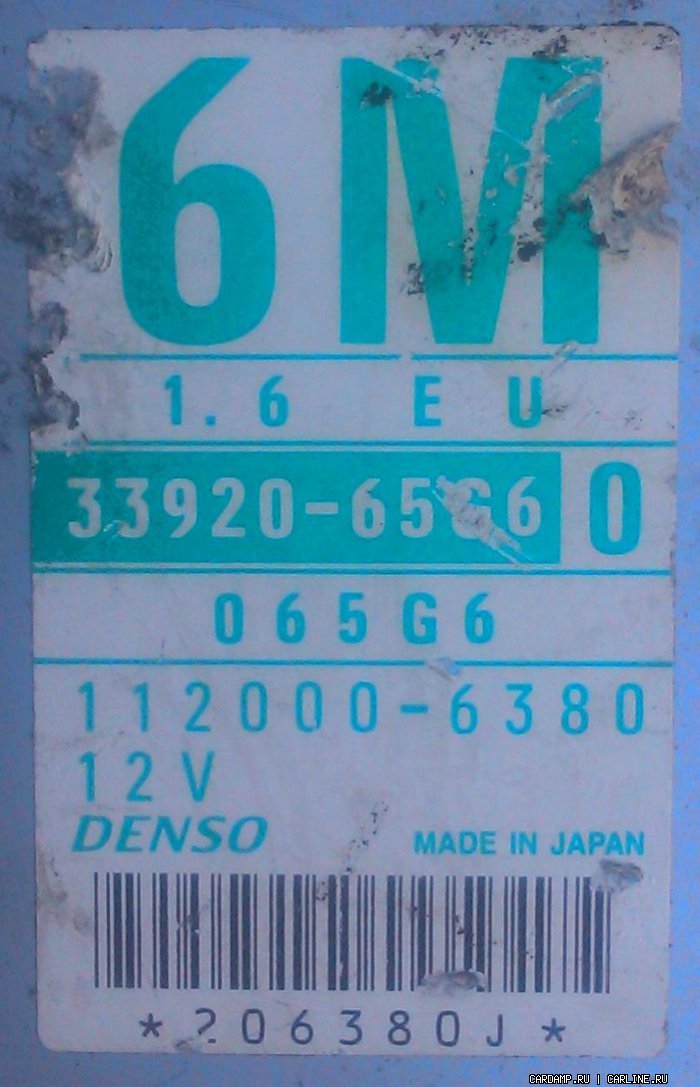 6M
1.6 EU
33920-65G6 0
065G6
112000-6380
12V
DENSO MADE IN JAPAN
*206380J*
CARDAMP.RU | CARLINE.RU